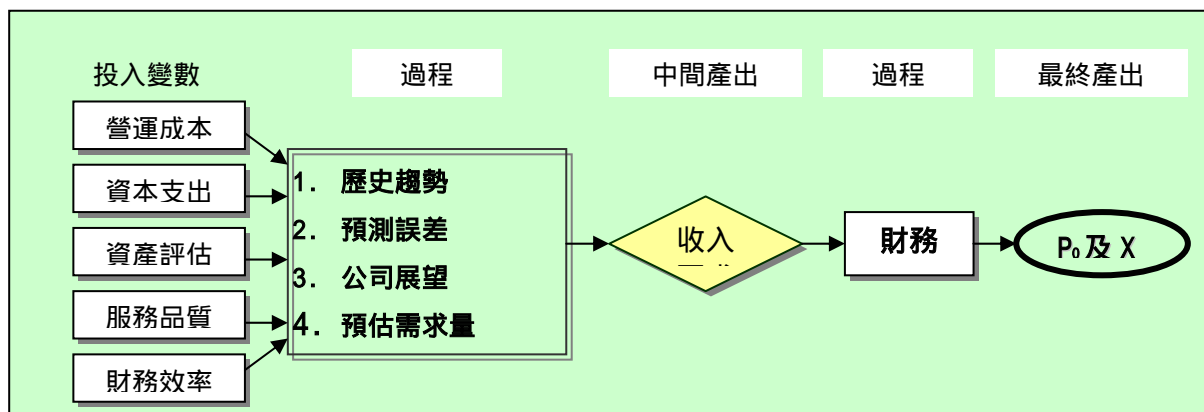 投入變數
過程
中間產出
過程
最終產出
營運成本
資本支出
資產評估
服務品質
財務效率
1. 歷史趨勢
2. 預測誤差
3. 公司展望
4. 預估需求量
收入
財務
P₀及 X